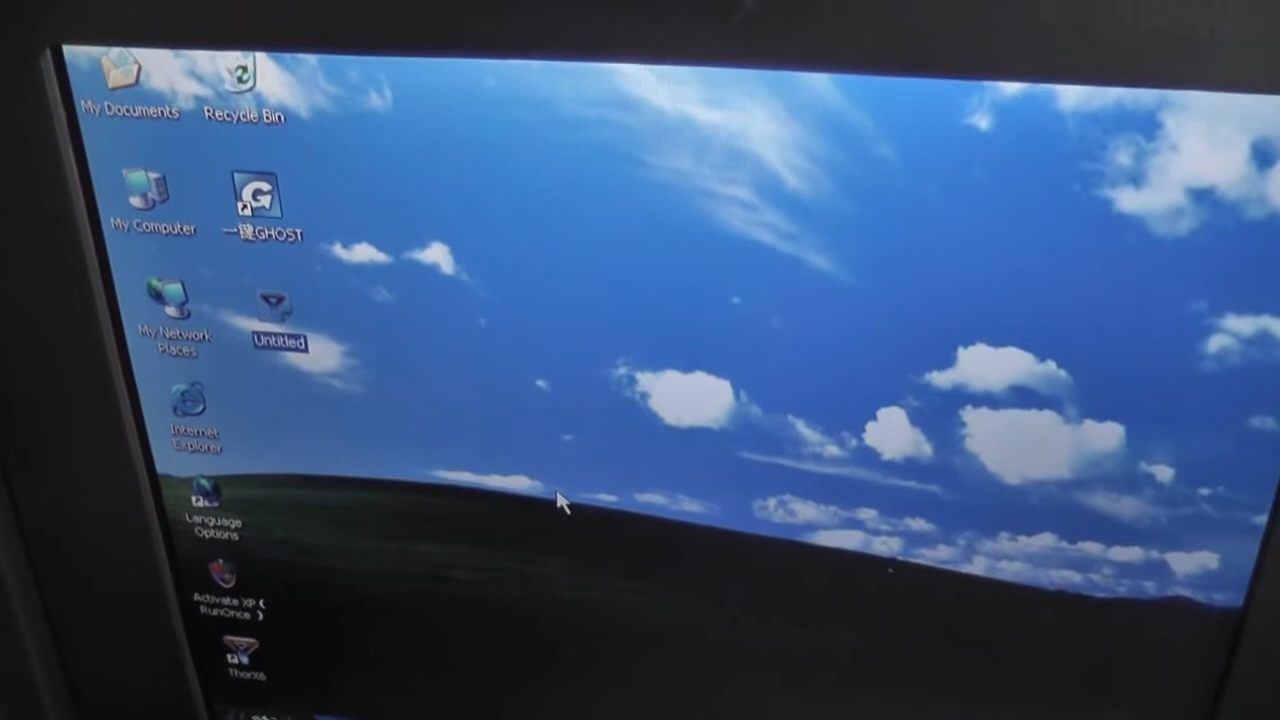 My Documents
Recycle Bin
My Computer
一键GHOST
My Network
Places
Untitled
Internet
Explorer
Language
Options
Activate XP (
RunOnce )
ThorX6